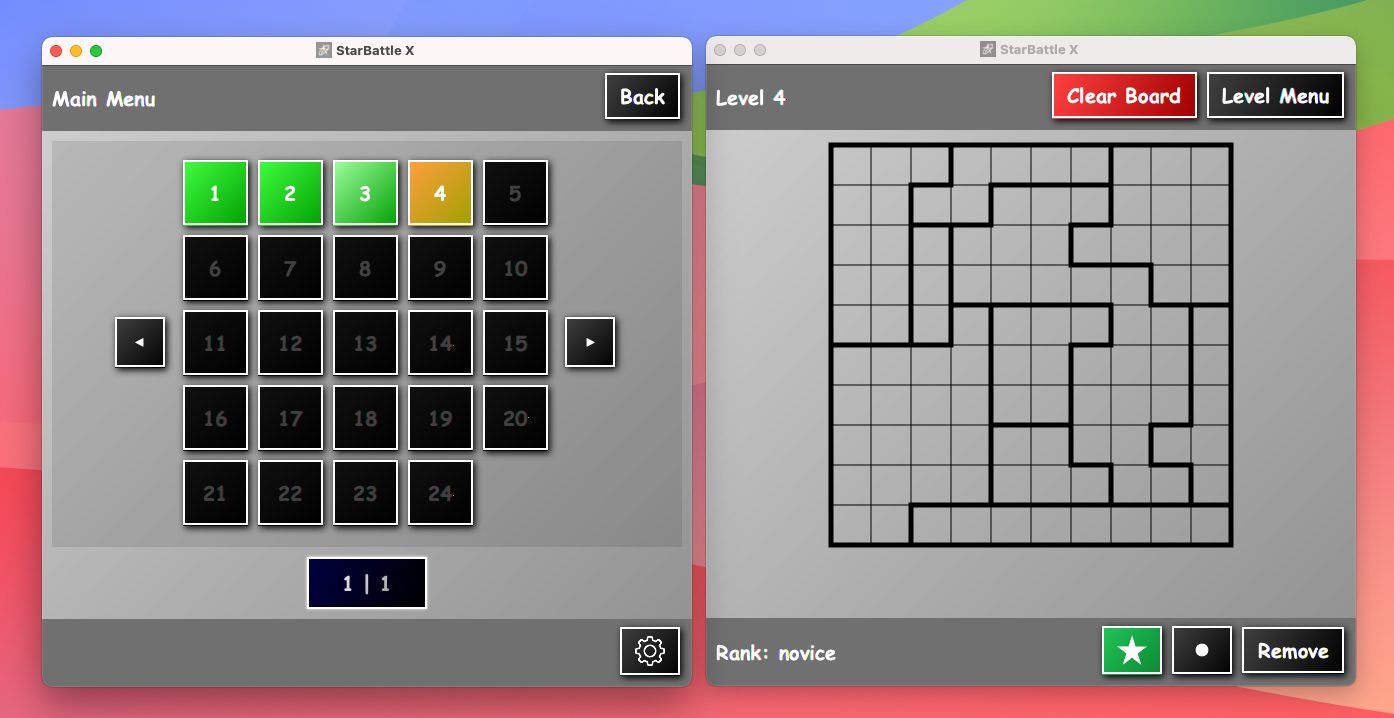 StarBattle X
Main Menu
Back
1 2 3 4 5
6 7 8 9 10
11 12 13 14 15
16 17 18 19 20
21 22 23 24
1 | 1
StarBattle X
Level 4
Clear Board
Level Menu
Rank: novice
Remove